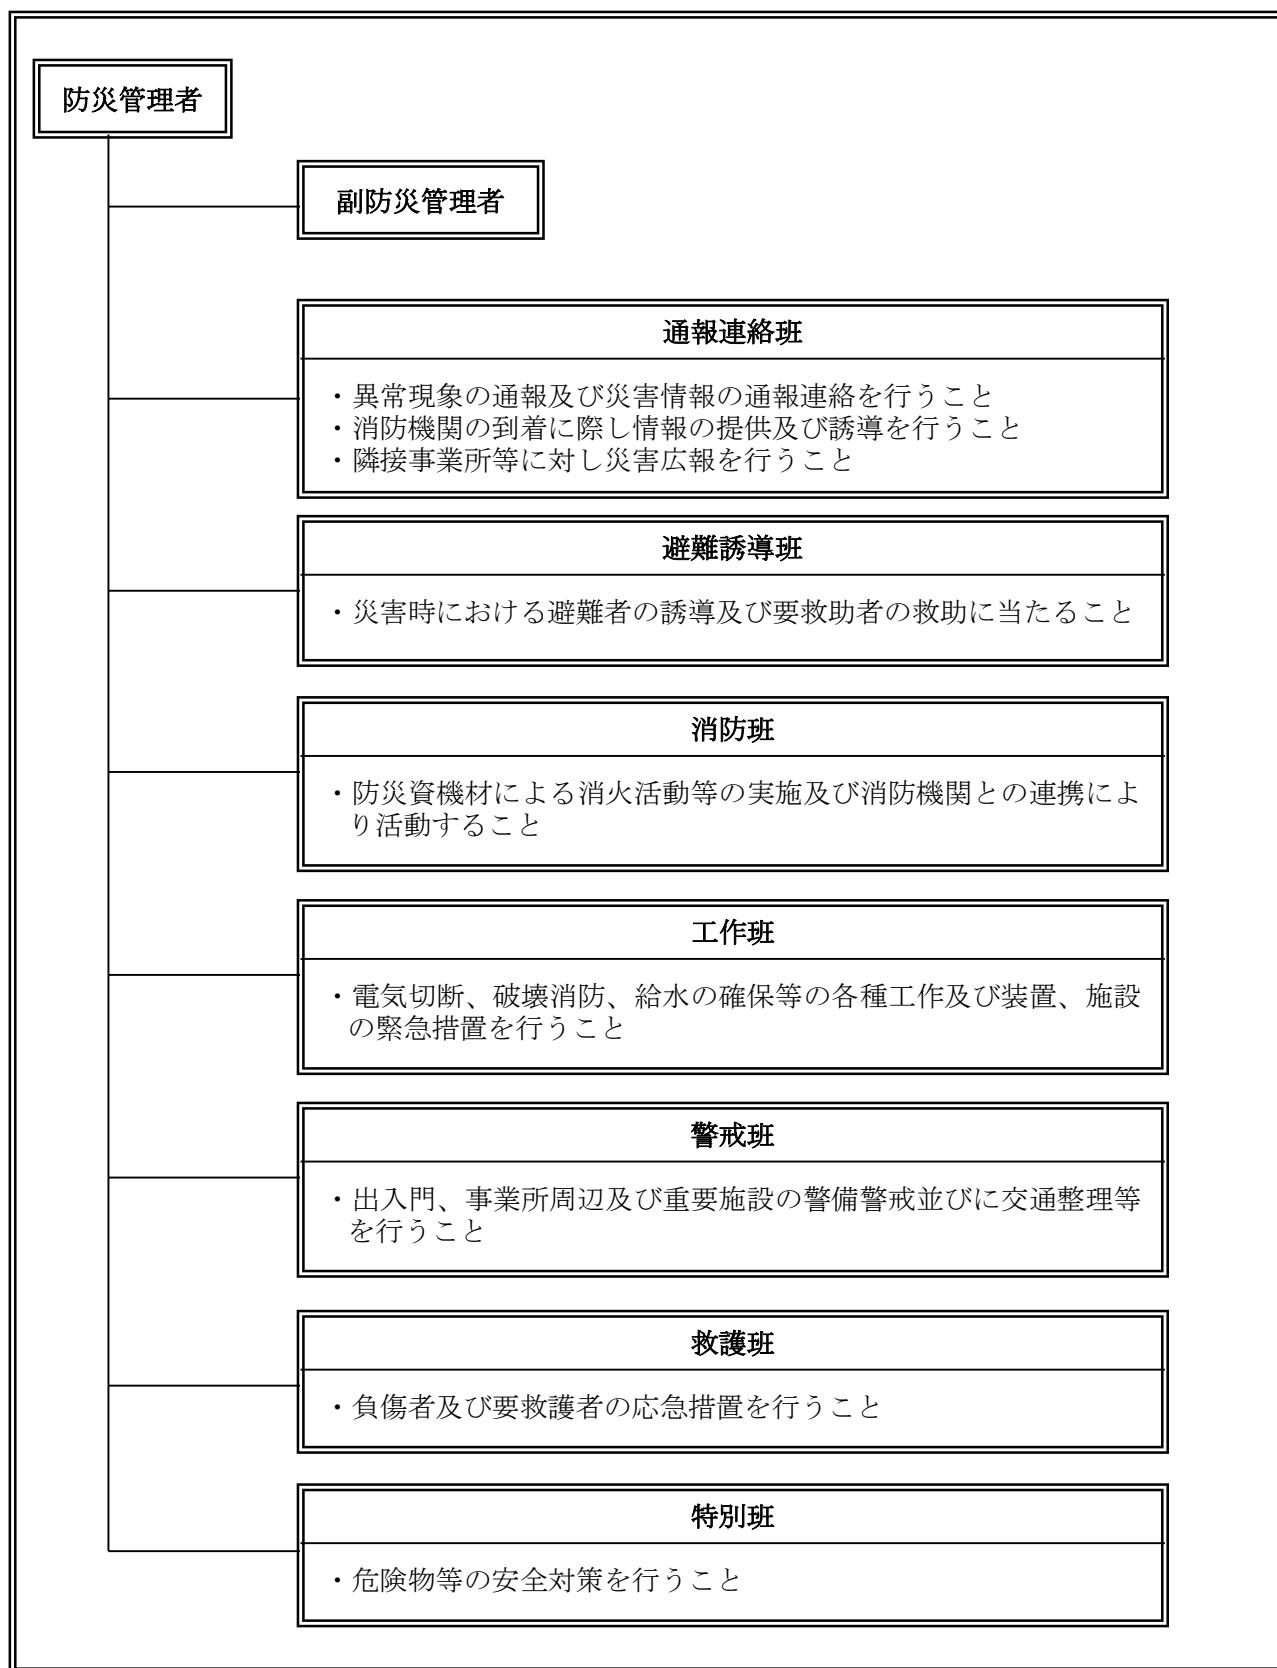 防災管理者
副防災管理者
通報連絡班
・異常現象の通報及び災害情報の通報連絡を行うこと
・消防機関の到着に際し情報の提供及び誘導を行うこと
・隣接事業所等に対し災害広報を行うこと
避難誘導班
・災害時における避難者の誘導及び要救助者の救助に当たること
消防班
・防災資機材による消火活動等の実施及び消防機関との連携によ
り活動すること
工作班
・電気切断、破壊消防、給水の確保等の各種工作及び装置、施設
の緊急措置を行うこと
警戒班
・出入門、事業所周辺及び重要施設の警備警戒並びに交通整理等
を行うこと
救護班
・負傷者及び要救護者の応急措置を行うこと
特別班
・危険物等の安全対策を行うこと